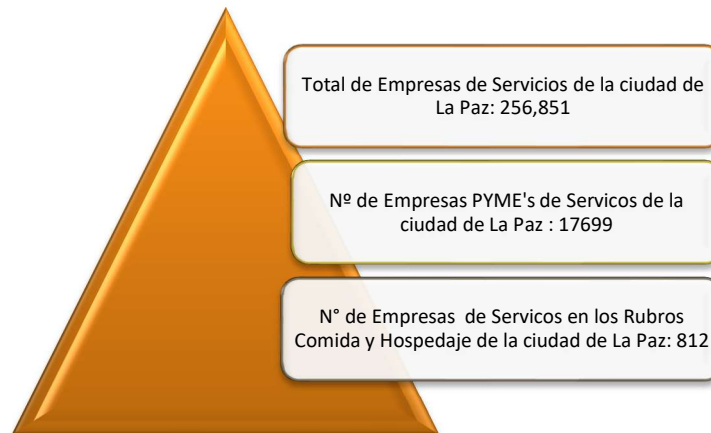 Total de Empresas de Servicios de la ciudad de
La Paz: 256,851
Nº de Empresas PYME's de Servicos de la
ciudad de La Paz : 17699
N° de Empresas  de Servicos en los Rubros
Comida y Hospedaje de la ciudad de La Paz: 812